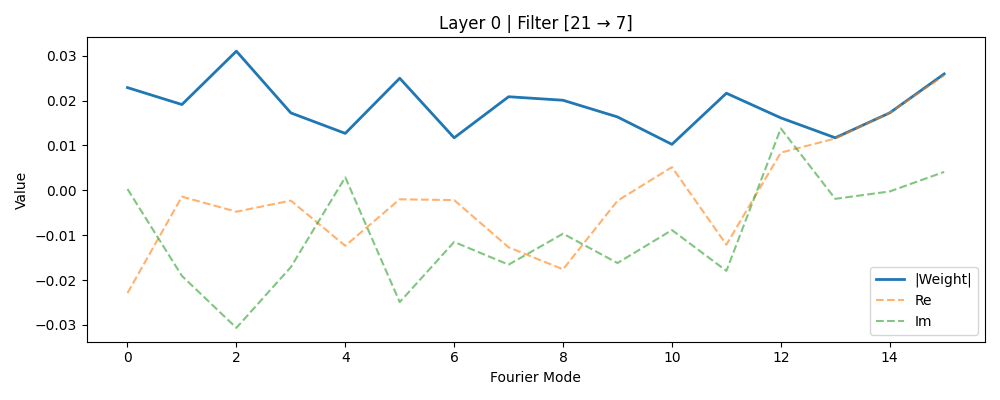 Layer 0 | Filter [21 → 7]
Value
0.03
0.02
0.01
0.00
−0.01
−0.02
−0.03
|Weight|
Re
Im
0 2 4 6 8 10 12 14
Fourier Mode